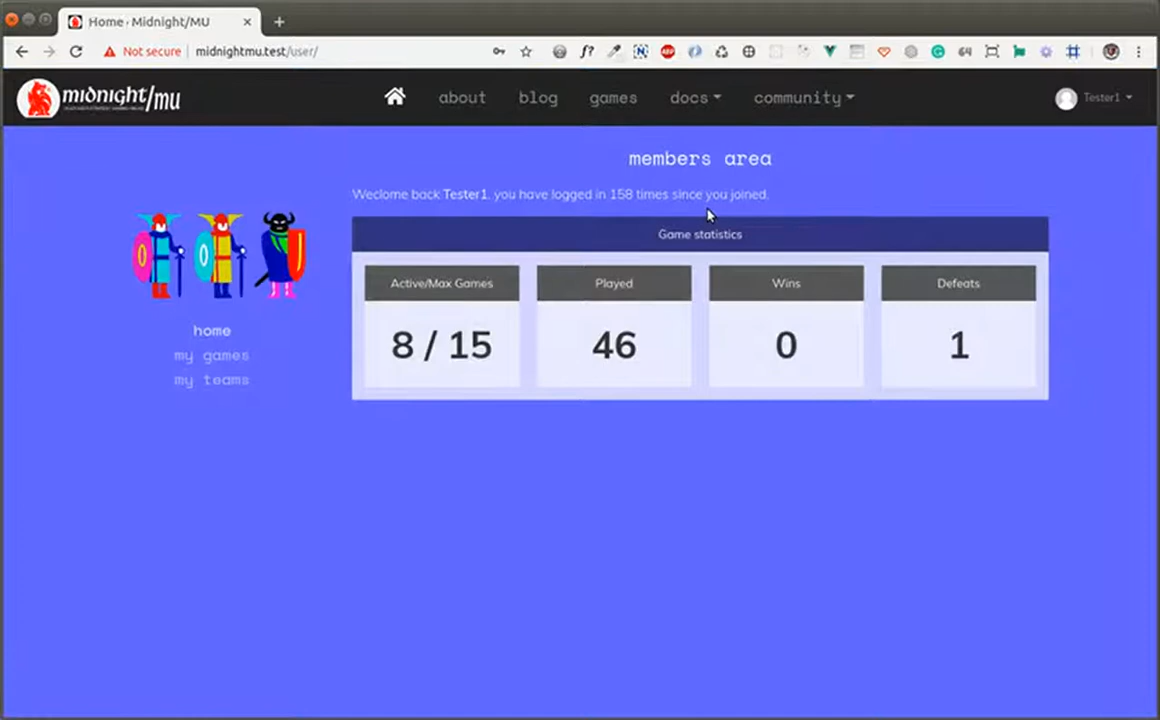 Home · Midnight/MU
Not secure
midnightmu.test/user/
midnight/mu
about
blog
games
docs
community
Tester1
members area
Weclome back Tester1, you have logged in 158 times since you joined.
home
my games
my teams
Game statistics
Active/Max Games
Played
Wins
Defeats
8 / 15
46
0
1